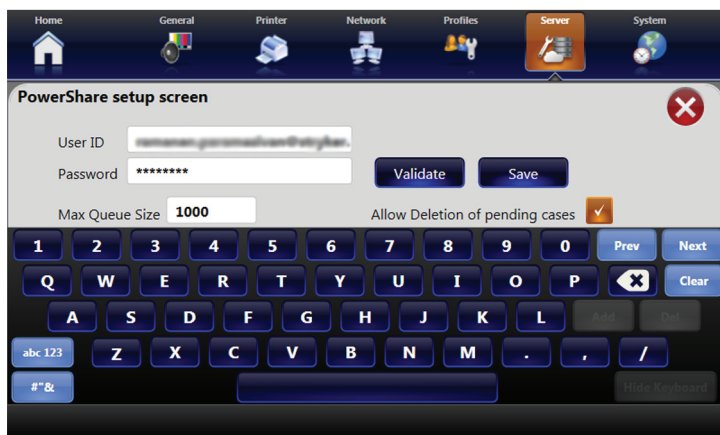 Home General Printer Network Profiles Server System
PowerShare setup screen
User ID
Password ********
Validate Save
Max Queue Size 1000 Allow Deletion of pending cases
1 2 3 4 5 6 7 8 9 0 Prev Next
Q W E R T Y U I O P Clear
A S D F G H J K L Add Del
abc 123 Z X C V B N M . , /
#"& Hide Keyboard